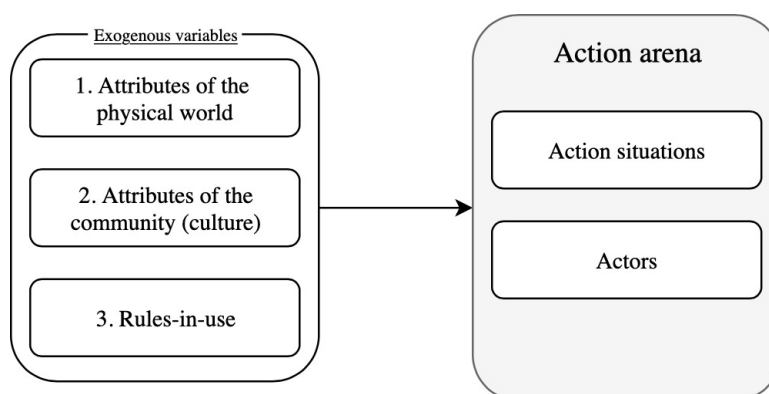 Exogenous variables
1. Attributes of the
physical world
2. Attributes of the
community (culture)
3. Rules-in-use
Action arena
Action situations
Actors